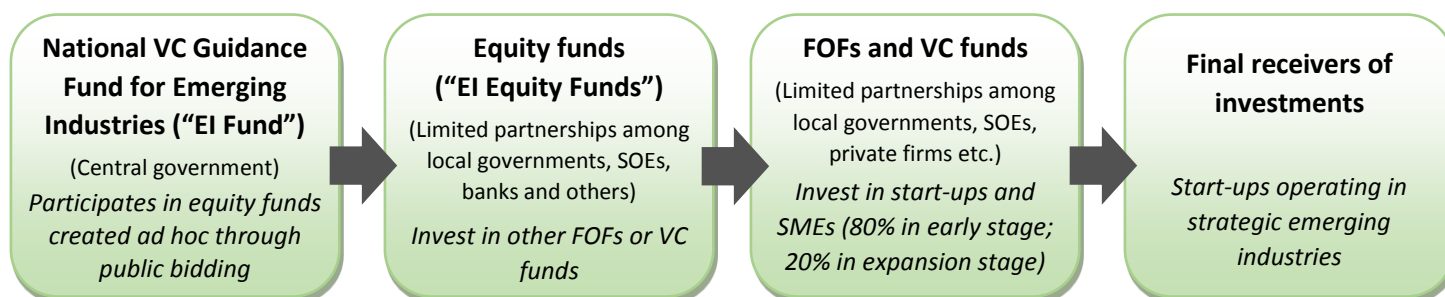 National VC Guidance
Fund for Emerging
Industries (“EI Fund”)
(Central government)
Participates in equity funds
created ad hoc through
public bidding
Equity funds
(“EI Equity Funds”)
(Limited partnerships among
local governments, SOEs,
banks and others)
Invest in other FOFs or VC
funds
FOFs and VC funds
(Limited partnerships among
local governments, SOEs,
private firms etc.)
Invest in start-ups and
SMEs (80% in early stage;
20% in expansion stage)
Final receivers of
investments
Start-ups operating in
strategic emerging
industries